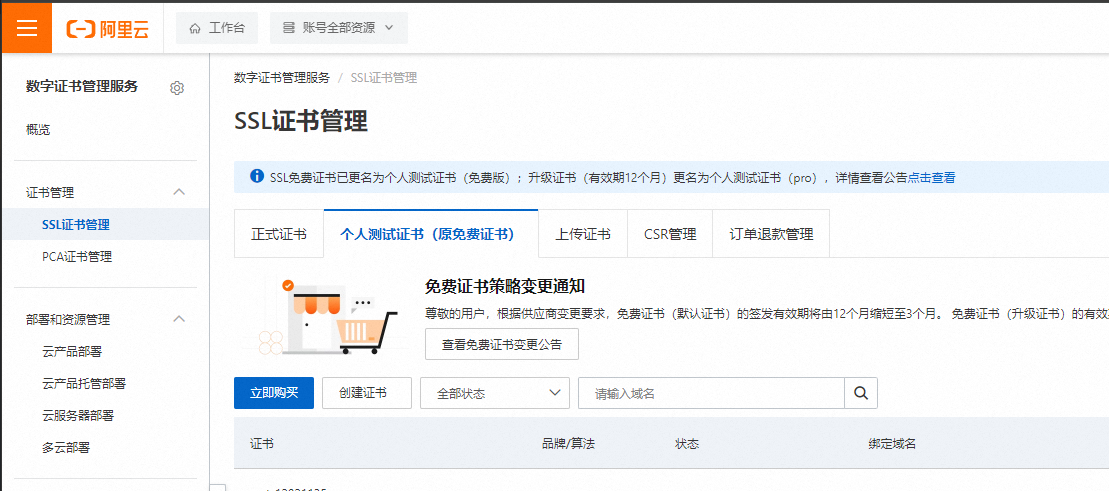 阿里云
工作台
账号全部资源
数字证书管理服务
概览
证书管理
SSL证书管理
PCA证书管理
部署和资源管理
云产品部署
云产品托管部署
云服务器部署
多云部署
数字证书管理服务 / SSL证书管理
SSL证书管理
SSL免费证书已更名为个人测试证书（免费版）；升级证书（有效期12个月）更名为个人测试证书（pro），详情查看公告点击查看
正式证书
个人测试证书（原免费证书）
上传证书
CSR管理
订单退款管理
免费证书策略变更通知
尊敬的用户，根据供应商变更要求，免费证书（默认证书）的签发有效期将由12个月缩短至3个月。 免费证书（升级证书）的有效
查看免费证书变更公告
立即购买
创建证书
全部状态
请输入域名
证书
品牌/算法
状态
绑定域名